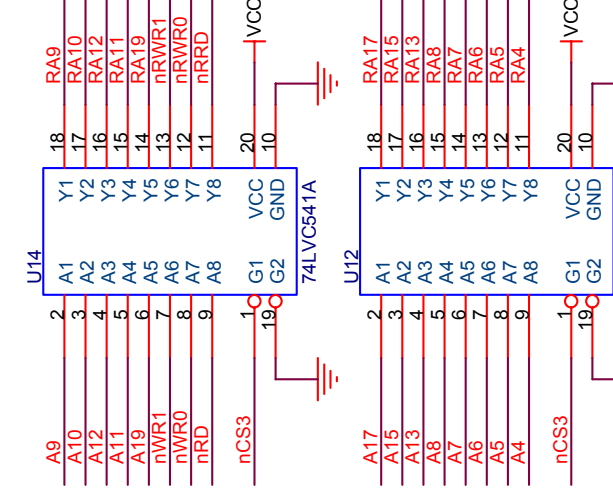 RA9
RA10
RA12
RA11
RA19
nRWR1
nRWR0
nRRD
VCC
RA17
RA15
RA13
RA8
RA7
RA6
RA5
RA4
VCC
18
17
16
15
14
13
12
11
20
10
18
17
16
15
14
13
12
11
20
10
Y1
Y2
Y3
Y4
Y5
Y6
Y7
Y8
VCC
GND
Y1
Y2
Y3
Y4
Y5
Y6
Y7
Y8
VCC
GND
U14
A1
A2
A3
A4
A5
A6
A7
A8
G1
G2
74LVC541A
U12
A1
A2
A3
A4
A5
A6
A7
A8
G1
G2
2
3
4
5
6
7
8
9
1
19
2
3
4
5
6
7
8
9
1
19
A9
A10
A12
A11
A19
nWR1
nWR0
nRD
nCS3
A17
A15
A13
A8
A7
A6
A5
A4
nCS3